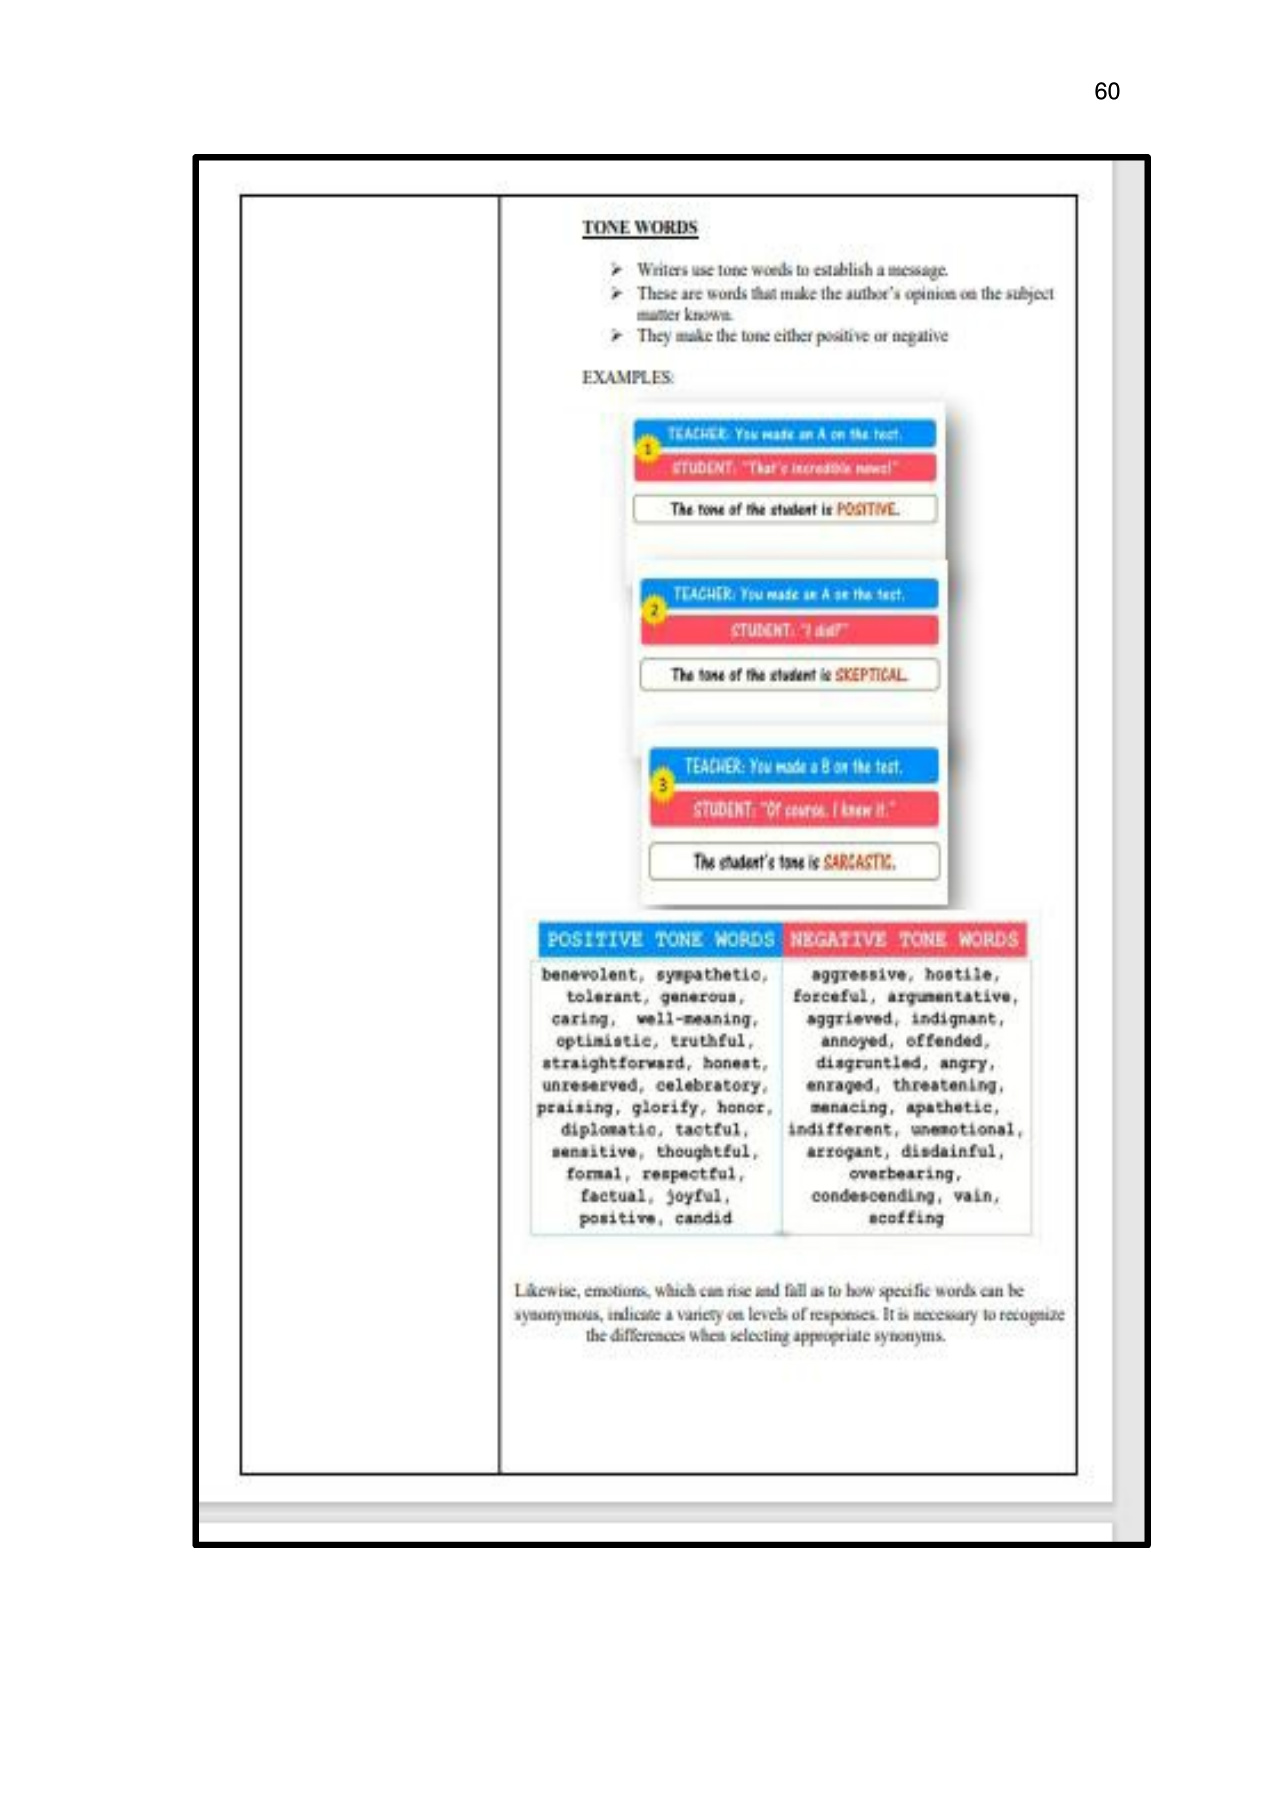 60
TONE WORDS
➢ Writers use tone words to establish a message.
➢ These are words that make the author's opinion on the subject
matter known.
➢ They make the tone either positive or negative
EXAMPLES:
TEACHER: You made an A on the test.
1
STUDENT: "That's incredible news!"
The tone of the student is POSITIVE.
TEACHER: You made an A on the test.
2
STUDENT: "I did?"
The tone of the student is SKEPTICAL.
TEACHER: You made a B on the test.
3
STUDENT: "Of course, I knew it."
The student's tone is SARCASTIC.
POSITIVE TONE WORDS
benevolent, sympathetic,
tolerant, generous,
caring, well-meaning,
optimistic, truthful,
straightforward, honest,
unreserved, celebratory,
praising, glorify, honor,
diplomatic, tactful,
sensitive, thoughtful,
formal, respectful,
factual, joyful,
positive, candid
NEGATIVE TONE WORDS
aggressive, hostile,
forceful, argumentative,
aggrieved, indignant,
annoyed, offended,
disgruntled, angry,
enraged, threatening,
menacing, apathetic,
indifferent, unemotional,
arrogant, disdainful,
overbearing,
condescending, vain,
scoffing
Likewise, emotions, which can rise and fall as to how specific words can be
synonymous, indicate a variety on levels of responses. It is necessary to recognize
the differences when selecting appropriate synonyms.